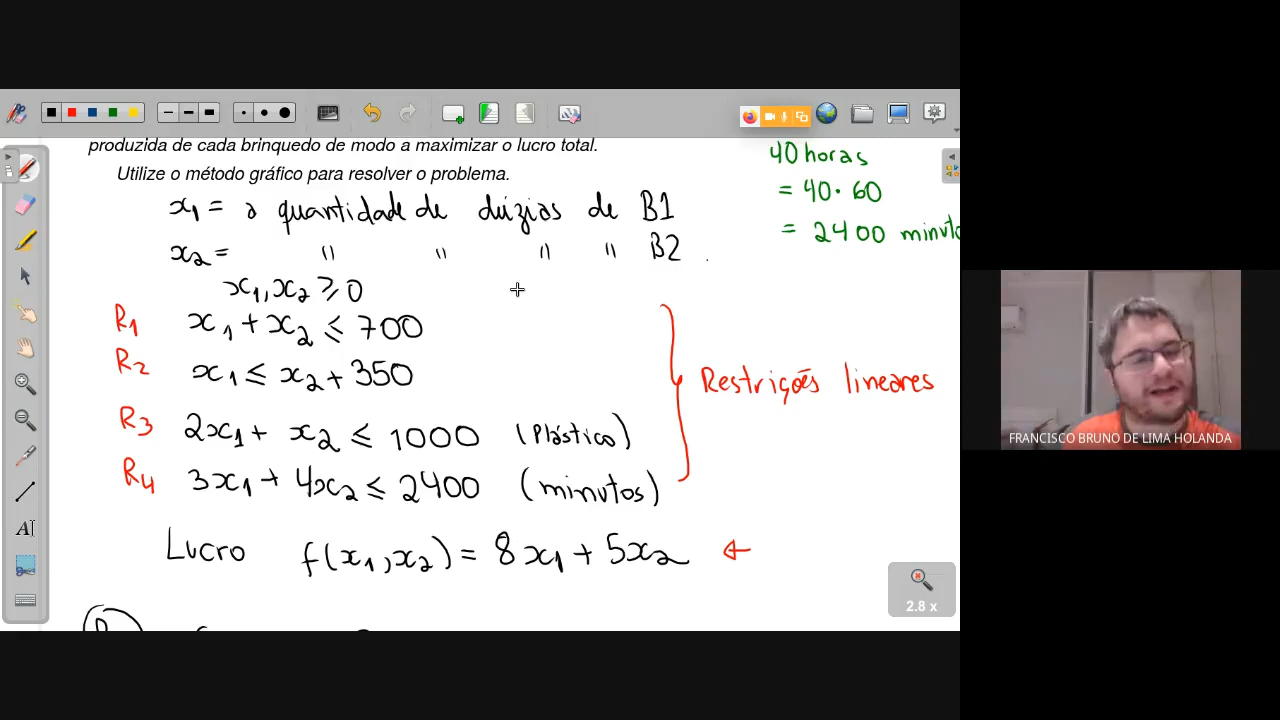 produzida de cada brinquedo de modo a maximizar o lucro total.
Utilize o método gráfico para resolver o problema.
x₁ = a quantidade de dúzias de B1
x₂ = " " " " B2
x₁, x₂ ≥ 0
R₁ x₁ + x₂ ≤ 700
R₂ x₁ ≤ x₂ + 350
R₃ 2x₁ + x₂ ≤ 1000 (Plástico)
R₄ 3x₁ + 4x₂ ≤ 2400 (minutos)
Restrições lineares
Lucro f(x₁, x₂) = 8x₁ + 5x₂ ←
40 horas
= 40 · 60
= 2400 minuto
A
2.8 x
FRANCISCO BRUNO DE LIMA HOLANDA